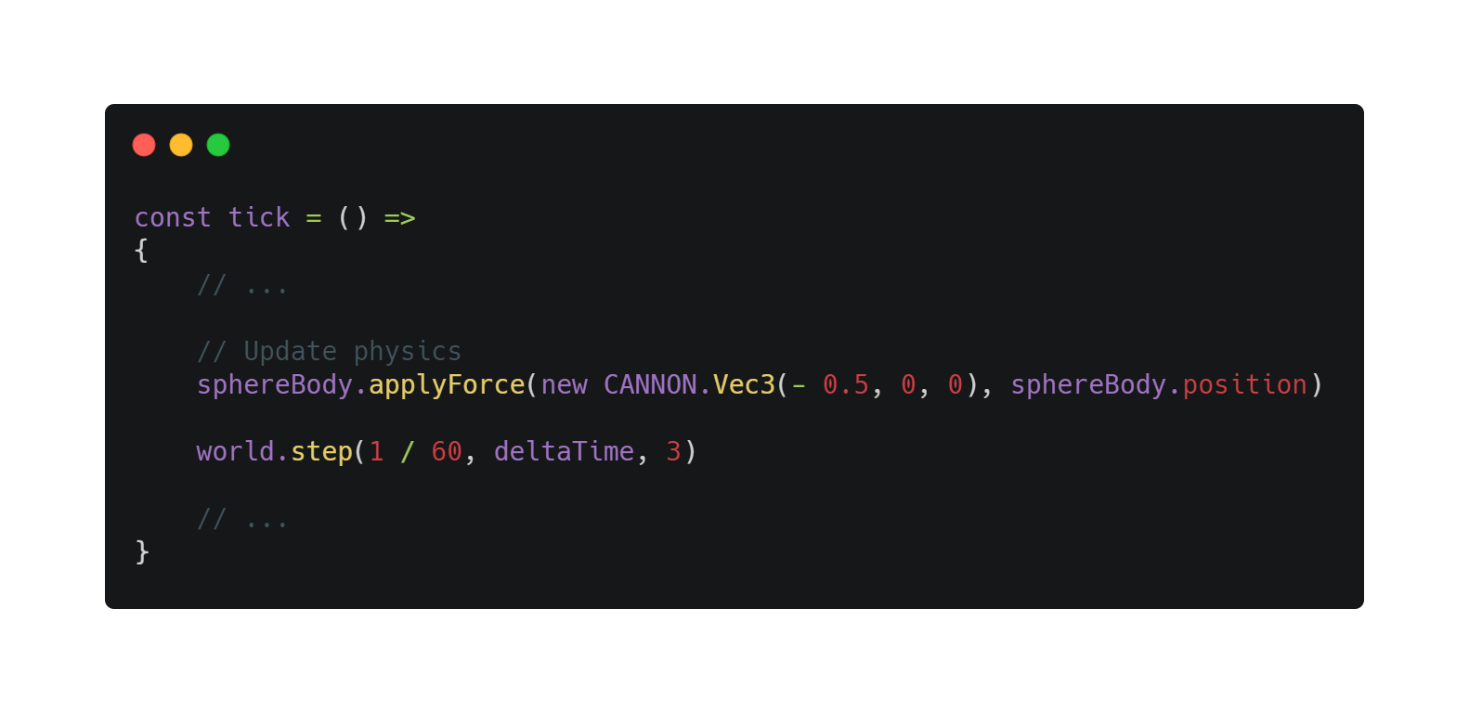 const tick = () =>
{
    // ...

    // Update physics
    sphereBody.applyForce(new CANNON.Vec3(- 0.5, 0, 0), sphereBody.position)

    world.step(1 / 60, deltaTime, 3)

    // ...
}